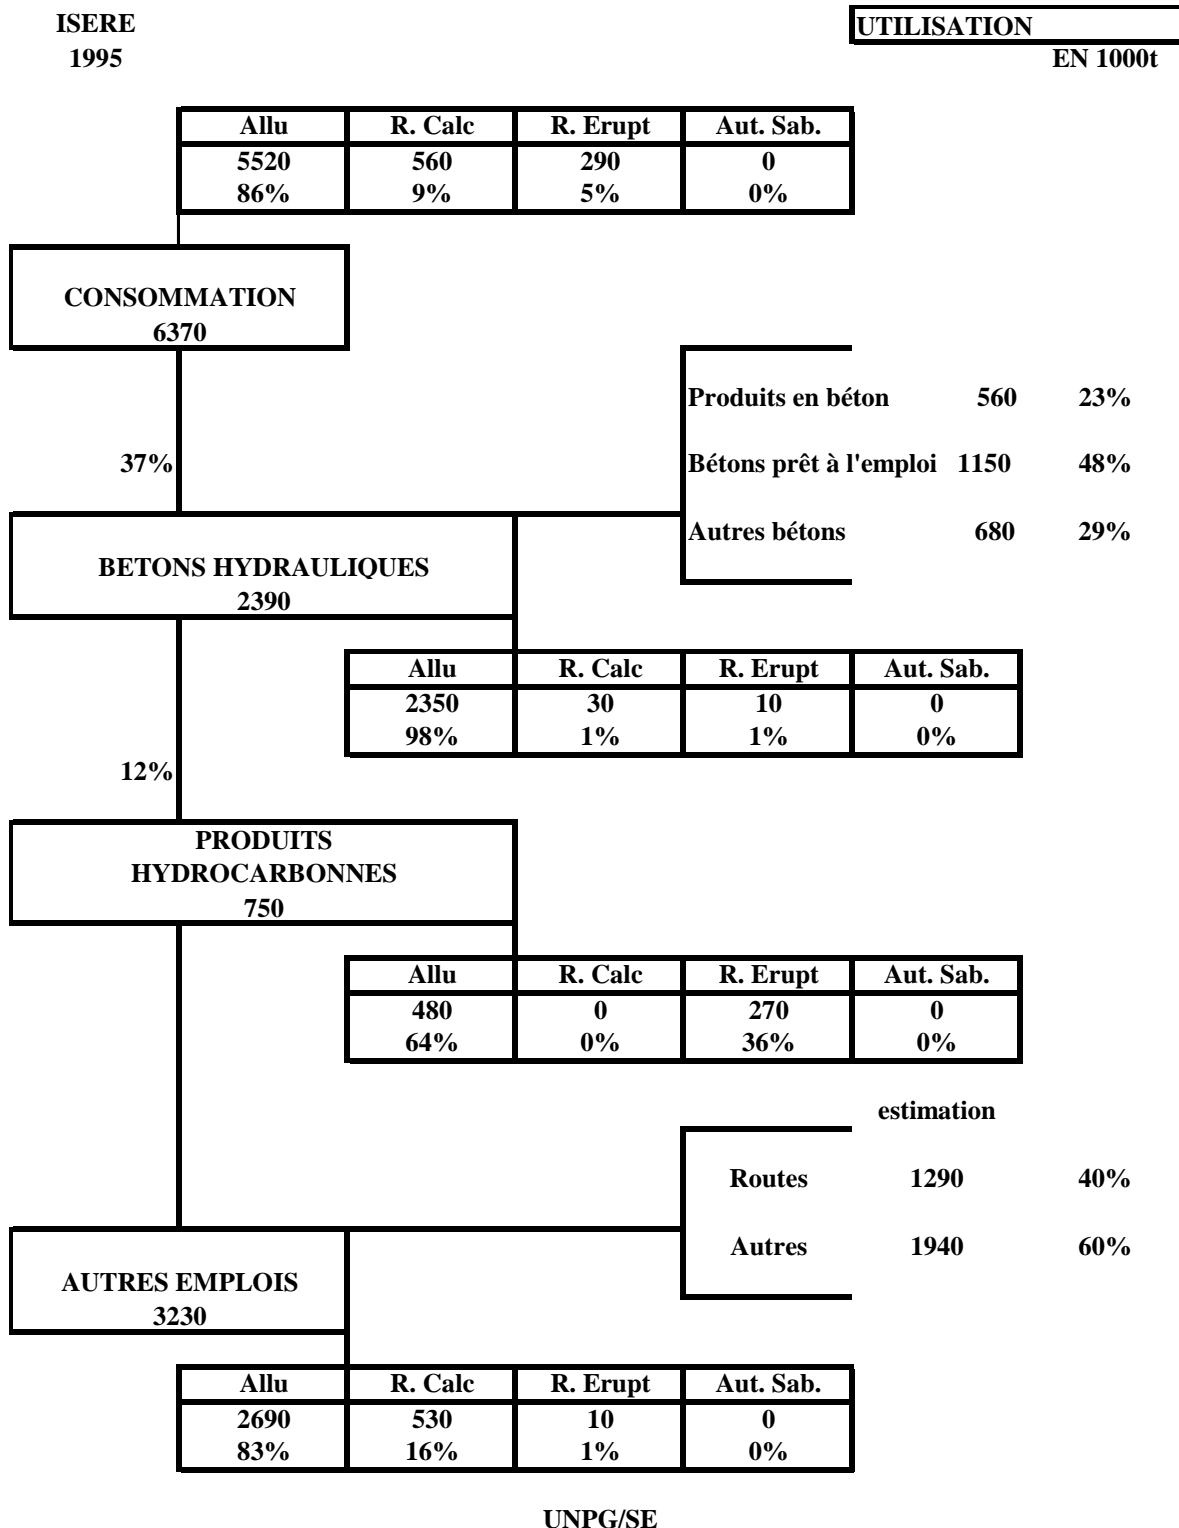 ISERE
UTILISATION
1995
EN 1000t
Allu R. Calc R. Erupt Aut. Sab.
5520 560 290 0
86% 9% 5% 0%
CONSOMMATION
6370
Produits en béton 560 23%
37%
Bétons prêt à l'emploi 1150 48%
Autres bétons 680 29%
BETONS HYDRAULIQUES
2390
Allu R. Calc R. Erupt Aut. Sab.
2350 30 10 0
98% 1% 1% 0%
12%
PRODUITS
HYDROCARBONNES
750
Allu R. Calc R. Erupt Aut. Sab.
480 0 270 0
64% 0% 36% 0%
estimation
Routes 1290 40%
Autres 1940 60%
AUTRES EMPLOIS
3230
Allu R. Calc R. Erupt Aut. Sab.
2690 530 10 0
83% 16% 1% 0%
UNPG/SE